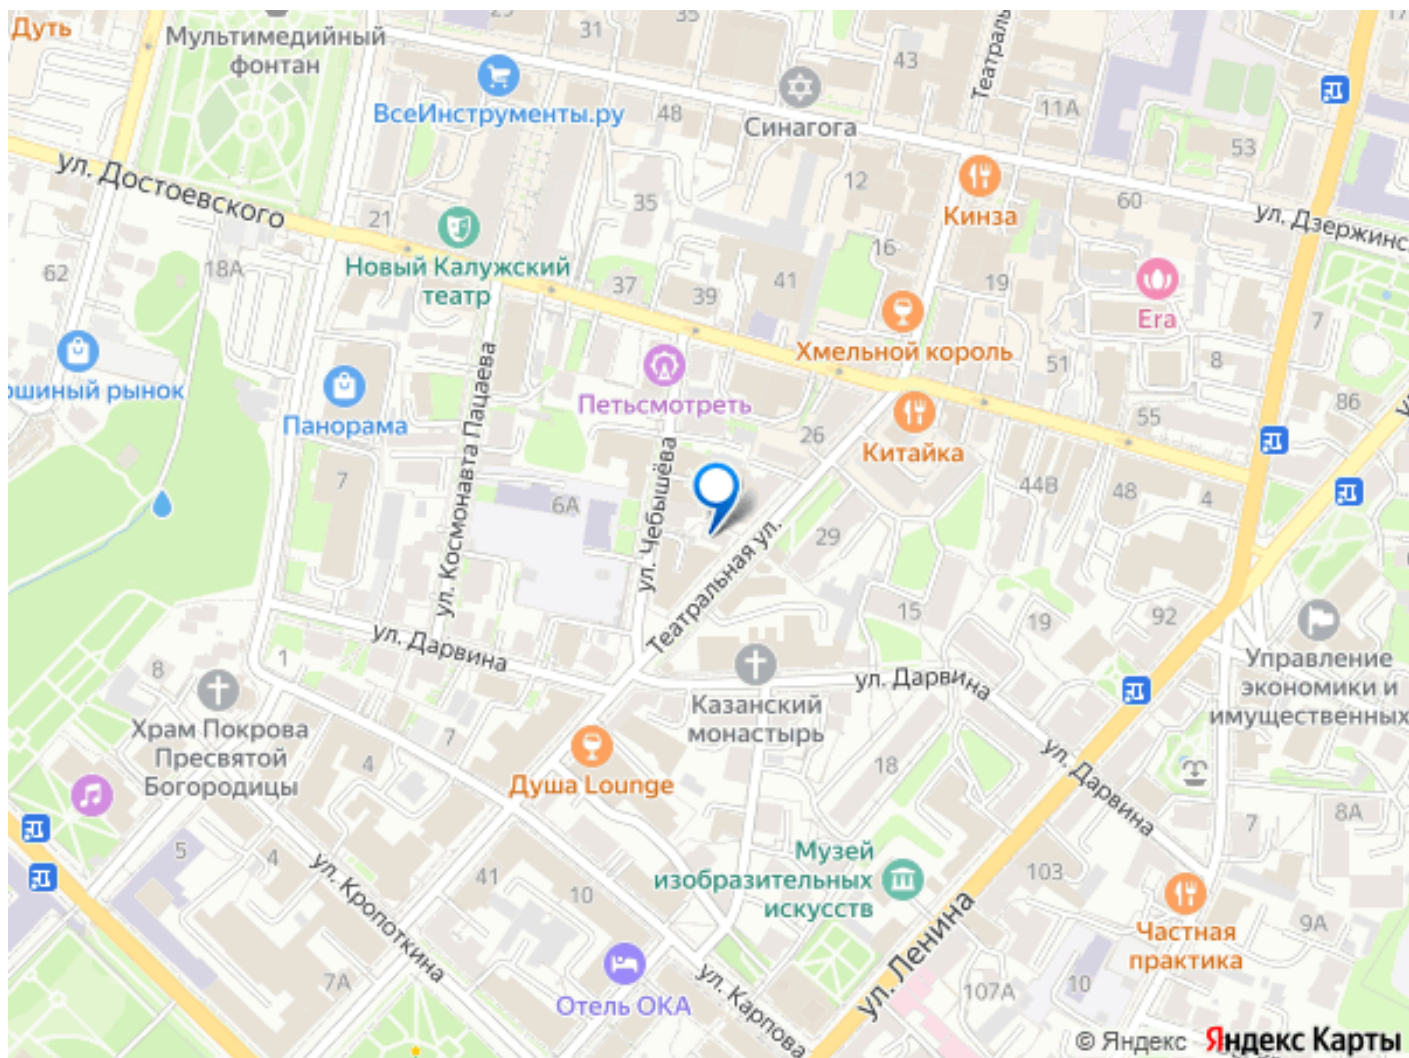 Дуть
Мультимедийный
фонтан
31
35
43
Театраль
ВсеИнструменты.ру
48
Синагога
11А
53
ул. Достоевского
21
35
12
Кинза
60
ул. Дзержинс
62
18А
Новый Калужский
театр
37
39
41
16
19
Era
7
Хмельной король
51
8
ошиный рынок
Панорама
Петьсмотреть
Китайка
26
55
86
7
ул. Космонавта Пацаева
6А
ул. Чебышёва
Театральная ул.
29
44В
48
4
15
19
92
ул. Дарвина
ул. Дарвина
8
1
Храм Покрова
Пресвятой
Богородицы
Казанский
монастырь
Управление
экономики и
имущественных
7
4
Душа Lounge
18
ул. Дарвина
7
8А
5
4
ул. Кропоткина
41
10
Музей
изобразительных
искусств
103
ул. Ленина
Частная
практика
9А
7А
Отель ОКА
ул. Карпова
107А
10
© Яндекс Яндекс Карты